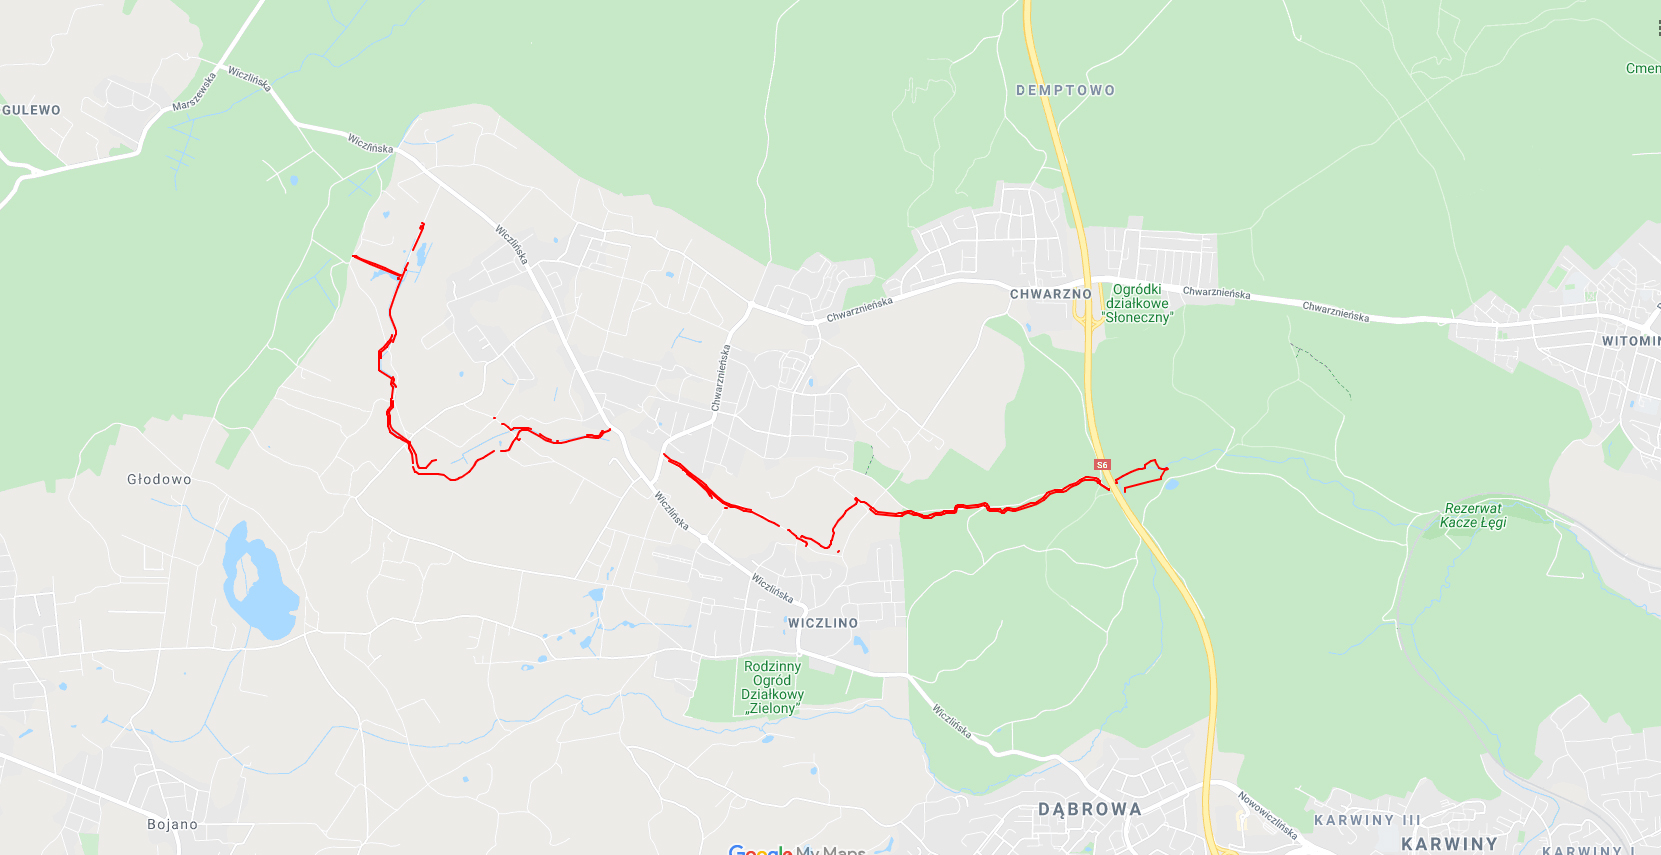 Wiczlińska
Marszewska
GULEWO
Wiczlińska
DEMPTOWO
Cmen
Wiczlińska
Chwarznieńska
CHWARZNO
Ogródki
działkowe
"Słoneczny"
Chwarznieńska
Chwarznieńska
WITOMIN
Chwarznieńska
S6
Głodowo
Wiczlińska
Rezerwat
Kacze Łęgi
Wiczlińska
WICZLINO
Rodzinny
Ogród
Działkowy
„Zielony”
Wiczlińska
Bojano
DĄBROWA
Nowowiczlińska
KARWINY III
KARWINY
KARWINY I
Google My Maps